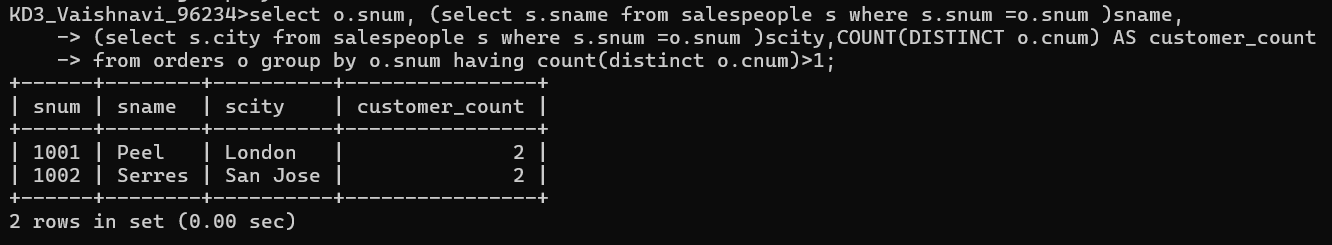 KD3_Vaishnavi_96234>select o.snum, (select s.sname from salespeople s where s.snum =o.snum )sname,
    -> (select s.city from salespeople s where s.snum =o.snum )scity,COUNT(DISTINCT o.cnum) AS customer_count
    -> from orders o group by o.snum having count(distinct o.cnum)>1;
+------+--------+----------+----------------+
| snum | sname  | scity    | customer_count |
+------+--------+----------+----------------+
| 1001 | Peel   | London   |              2 |
| 1002 | Serres | San Jose |              2 |
+------+--------+----------+----------------+
2 rows in set (0.00 sec)